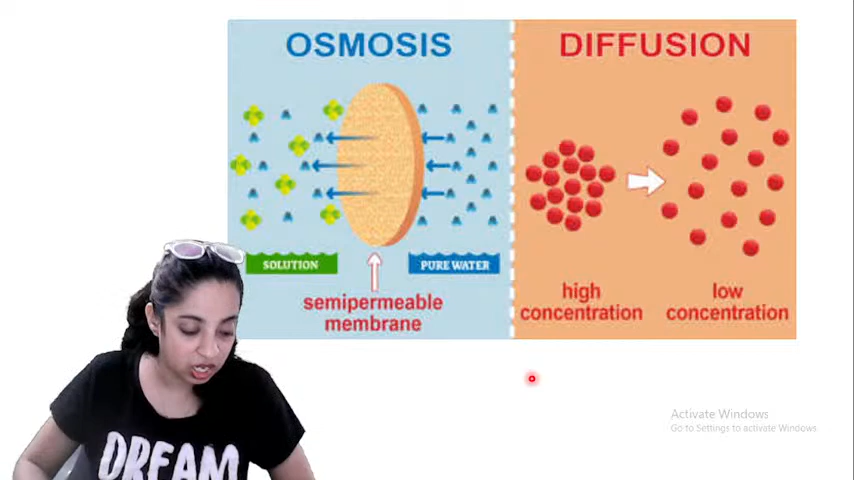 OSMOSIS
DIFFUSION
SOLUTION
PURE WATER
semipermeable
membrane
high
concentration
low
concentration
DREAM
Activate Windows
Go to Settings to activate Windows.